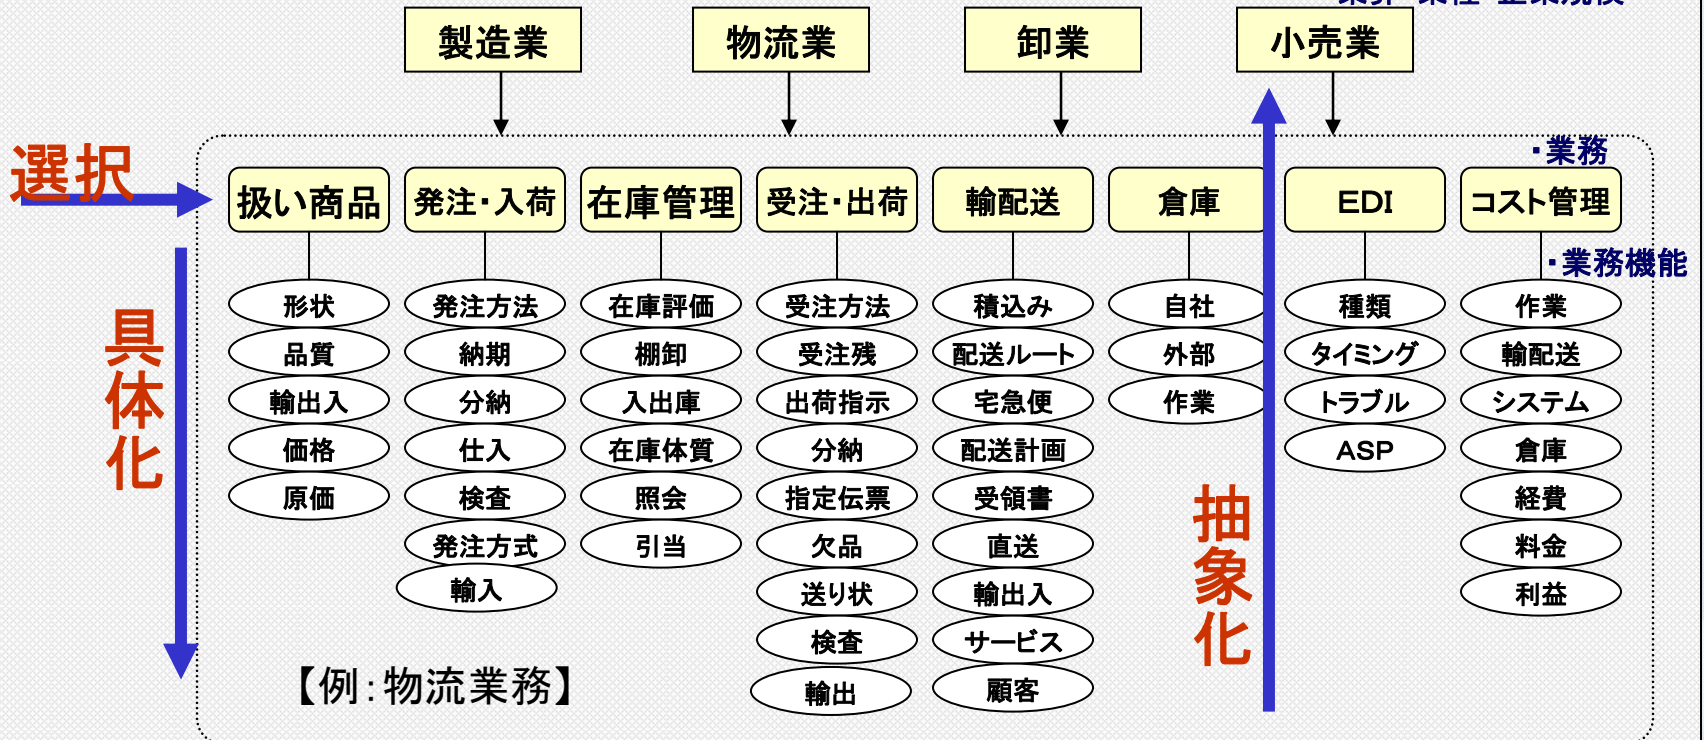 製造業
物流業
卸業
小売業
選択
・業務
扱い商品
発注・入荷
在庫管理
受注・出荷
輸配送
倉庫
EDI
コスト管理
・業務機能
具体化
形状
品質
輸出入
価格
原価
発注方法
納期
分納
仕入
検査
発注方式
輸入
在庫評価
棚卸
入出庫
在庫体質
照会
引当
受注方法
受注残
出荷指示
分納
指定伝票
欠品
送り状
検査
輸出
積込み
配送ルート
宅急便
配送計画
受領書
直送
輸出入
サービス
顧客
自社
外部
作業
抽象化
種類
タイミング
トラブル
ASP
作業
輸配送
システム
倉庫
経費
料金
利益
【例:物流業務】